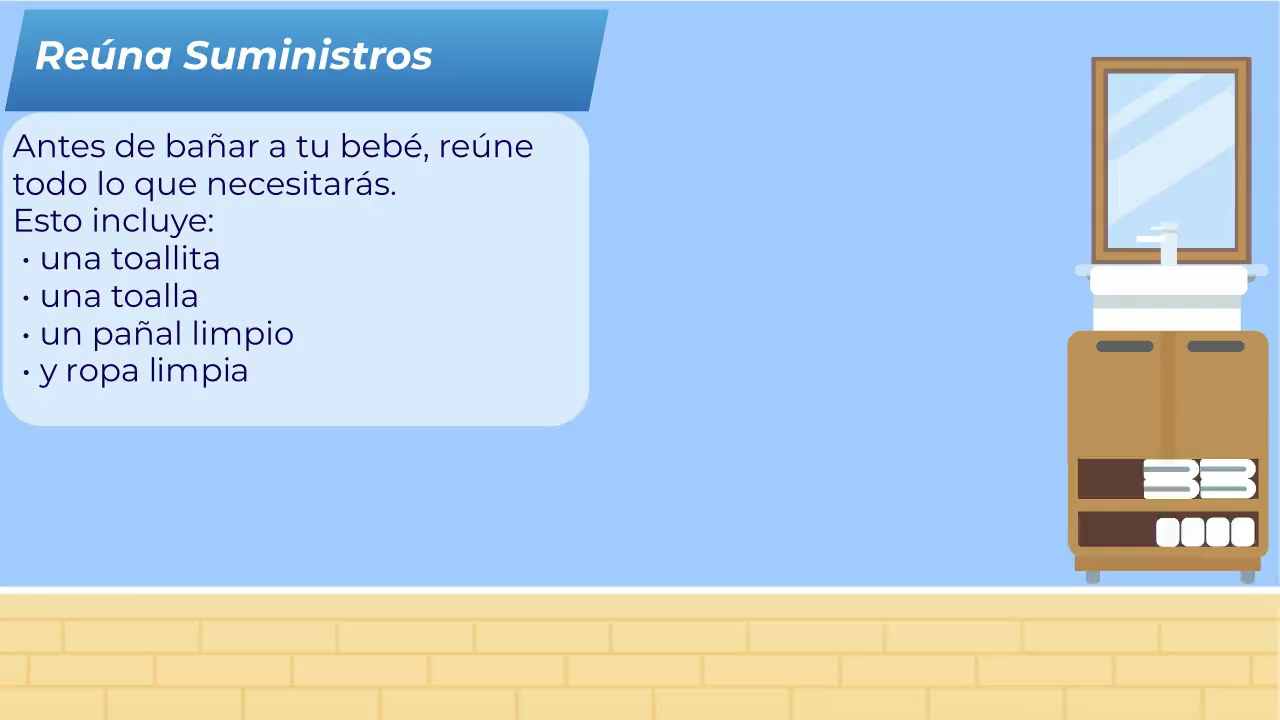 Reúna Suministros
Antes de bañar a tu bebé, reúne
todo lo que necesitarás.
Esto incluye:
• una toallita
• una toalla
• un pañal limpio
• y ropa limpia